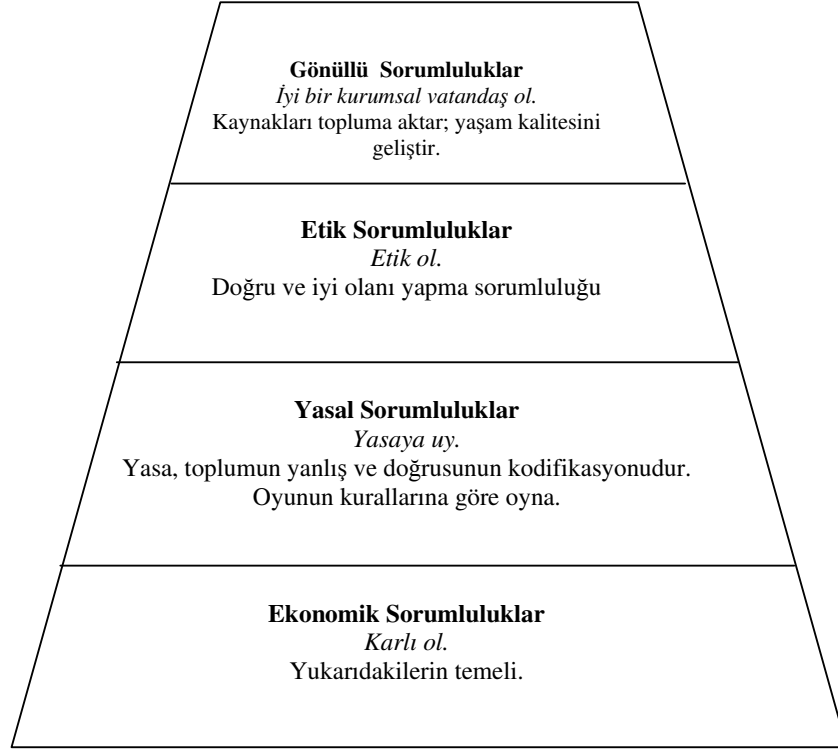 Gönüllü Sorumluluklar
İyi bir kurumsal vatandaş ol.
Kaynakları topluma aktar; yaşam kalitesini
geliştir.
Etik Sorumluluklar
Etik ol.
Doğru ve iyi olanı yapma sorumluluğu
Yasal Sorumluluklar
Yasaya uy.
Yasa, toplumun yanlış ve doğrusunun kodifikasyonudur.
Oyunun kurallarına göre oyna.
Ekonomik Sorumluluklar
Karlı ol.
Yukarıdakilerin temeli.